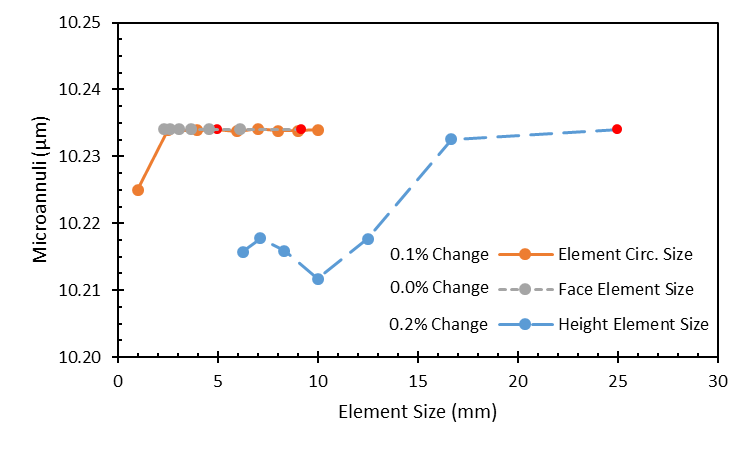 10.25
10.24
10.23
10.22
10.21
10.20
Microannuli (µm)
0.1% Change Element Circ. Size
0.0% Change Face Element Size
0.2% Change Height Element Size
0 5 10 15 20 25 30
Element Size (mm)